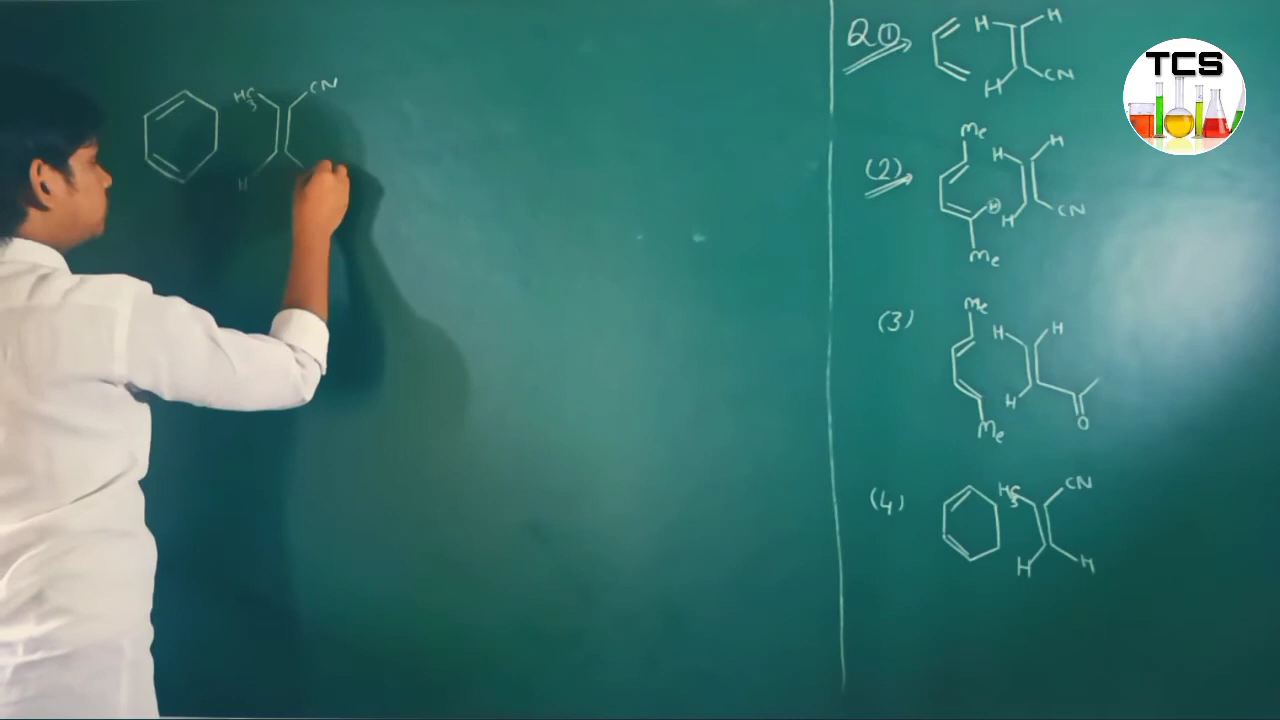 H₃C CN
H
Q① H H
H CN
Me
(2) H H
H
H CN
Me
Me
(3) H H
H
Me O
(4) H₃C CN
H H
TCS